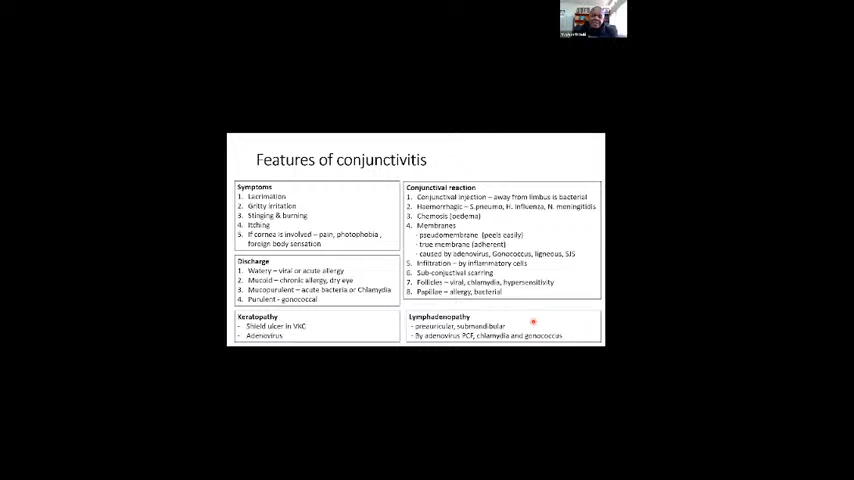 Features of conjunctivitis
Symptoms
1. Lacrimation
2. Gritty irritation
3. Stinging & burning
4. Itching
5. If cornea is involved – pain, photophobia ,
foreign body sensation
Discharge
1. Watery – viral or acute allergy
2. Mucoid – chronic allergy, dry eye
3. Mucopurulent – acute bacteria or Chlamydia
4. Purulent - gonococcal
Keratopathy
- Shield ulcer in VKC
- Adenovirus
Conjunctival reaction
1. Conjunctival injection – away from limbus is bacterial
2. Haemorrhagic – S.pneumo, H. Influenza, N. meningitidis
3. Chemosis (oedema)
4. Membranes
- pseudomembrane (peels easily)
- true membrane (adherent)
- caused by adenovirus, Gonococcus, ligneous, SJS
5. Infiltration – by inflammatory cells
6. Sub-conjuctival scarring
7. Follicles – viral, chlamydia, hypersensitivity
8. Papillae – allergy, bacterial
Lymphadenopathy
- preauricular, submandibular
- By adenovirus PCF, chlamydia and gonococcus